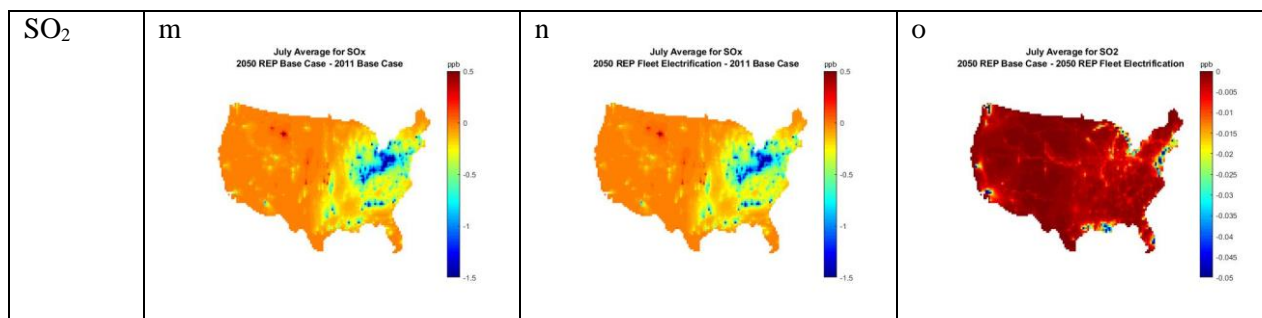 SO2
m
July Average for SOx
2050 REP Base Case - 2011 Base Case
ppb
0.5
0
-0.5
-1
-1.5
n
July Average for SOx
2050 REP Fleet Electrification - 2011 Base Case
ppb
0.5
0
-0.5
-1
-1.5
o
July Average for SO2
2050 REP Base Case - 2050 REP Fleet Electrification
ppb
0
-0.005
-0.01
-0.015
-0.02
-0.025
-0.03
-0.035
-0.04
-0.045
-0.05